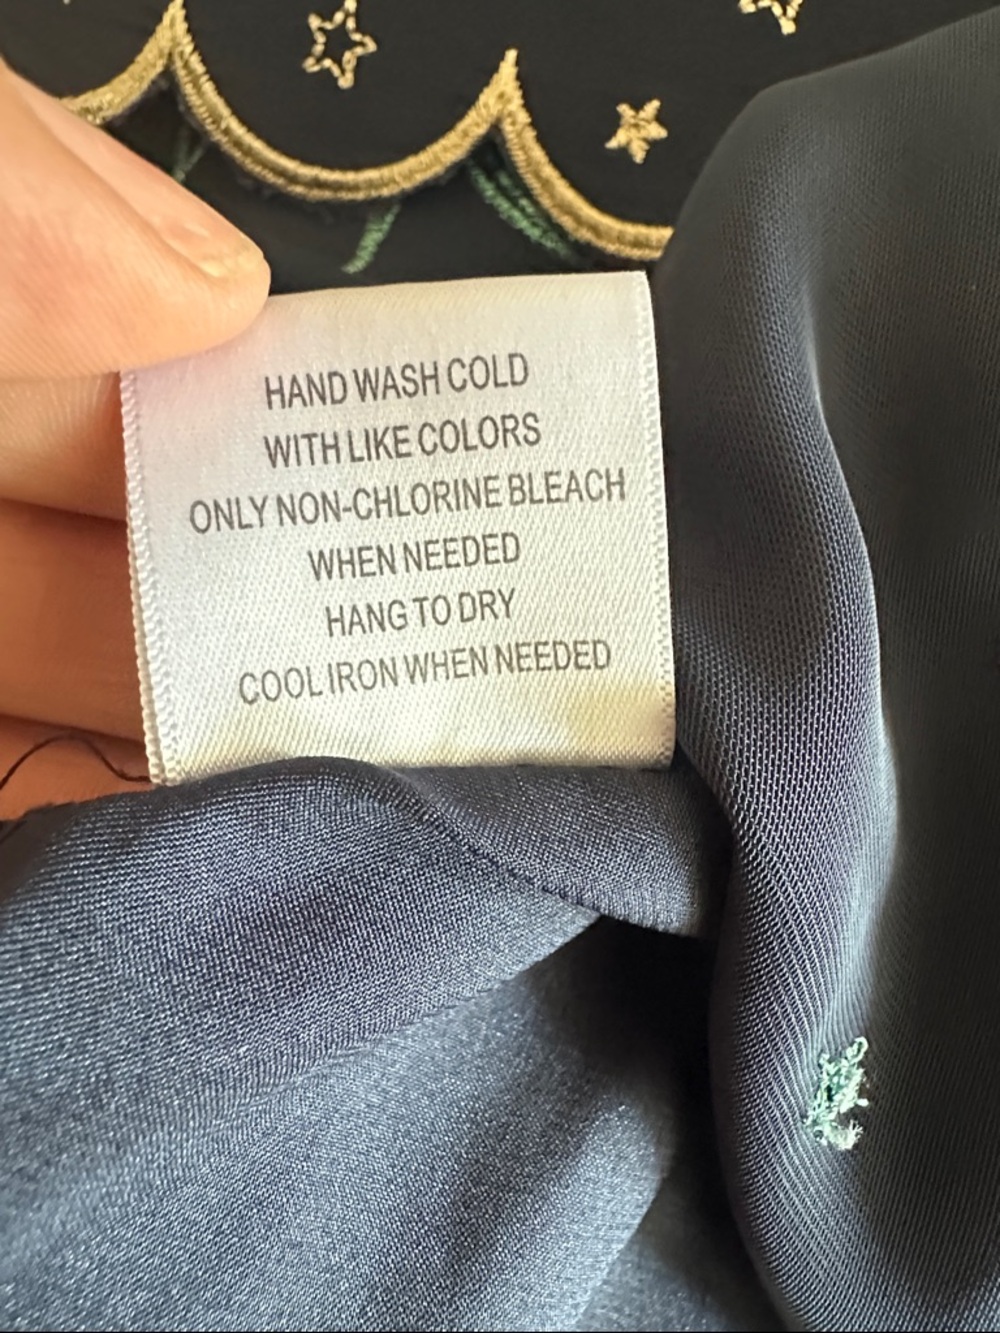 HAND WASH COLD
WITH LIKE COLORS
ONLY NON-CHLORINE BLEACH
WHEN NEEDED
HANG TO DRY
COOL IRON WHEN NEEDED